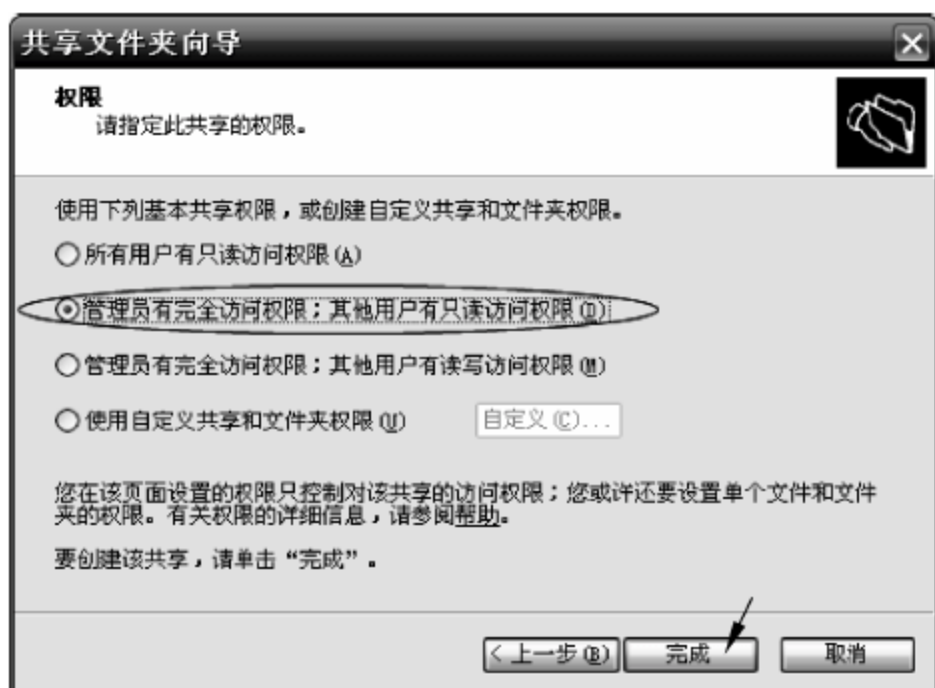 共享文件夹向导
权限
请指定此共享的权限。
使用下列基本共享权限，或创建自定义共享和文件夹权限。
所有用户有只读访问权限(A)
管理员有完全访问权限；其他用户有只读访问权限(D)
管理员有完全访问权限；其他用户有读写访问权限(M)
使用自定义共享和文件夹权限(U) 自定义(C)...
您在该页面设置的权限只控制对该共享的访问权限；您或许还要设置单个文件和文件
夹的权限。有关权限的详细信息，请参阅帮助。
要创建该共享，请单击“完成”。
< 上一步(B) 完成 取消